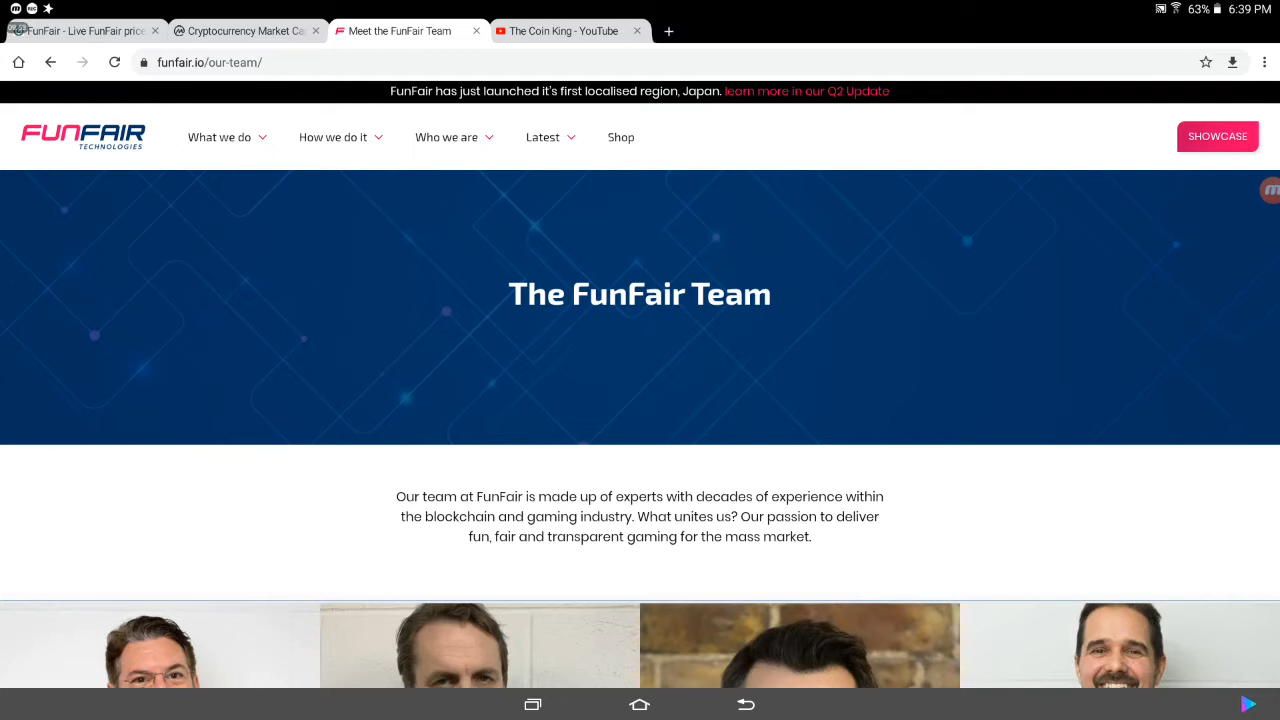 63% 6:39 PM
FunFair - Live FunFair price
Cryptocurrency Market Ca
Meet the FunFair Team
The Coin King - YouTube
funfair.io/our-team/
FunFair has just launched it's first localised region, Japan. learn more in our Q2 Update
FUNFAIR
TECHNOLOGIES
What we do
How we do it
Who we are
Latest
Shop
SHOWCASE
The FunFair Team
Our team at FunFair is made up of experts with decades of experience within
the blockchain and gaming industry. What unites us? Our passion to deliver
fun, fair and transparent gaming for the mass market.